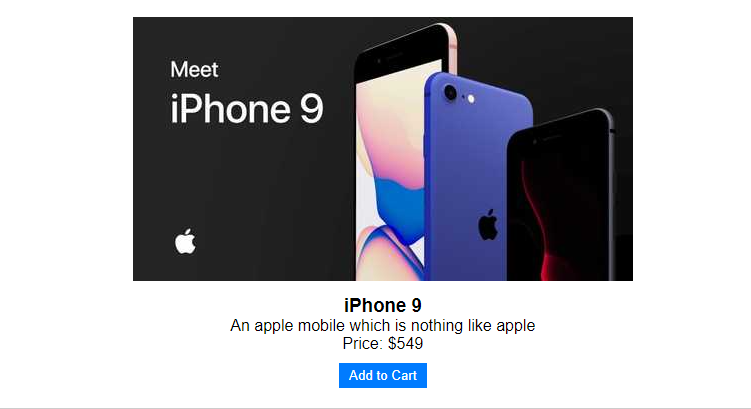 Meet
iPhone 9
iPhone 9
An apple mobile which is nothing like apple
Price: $549
Add to Cart